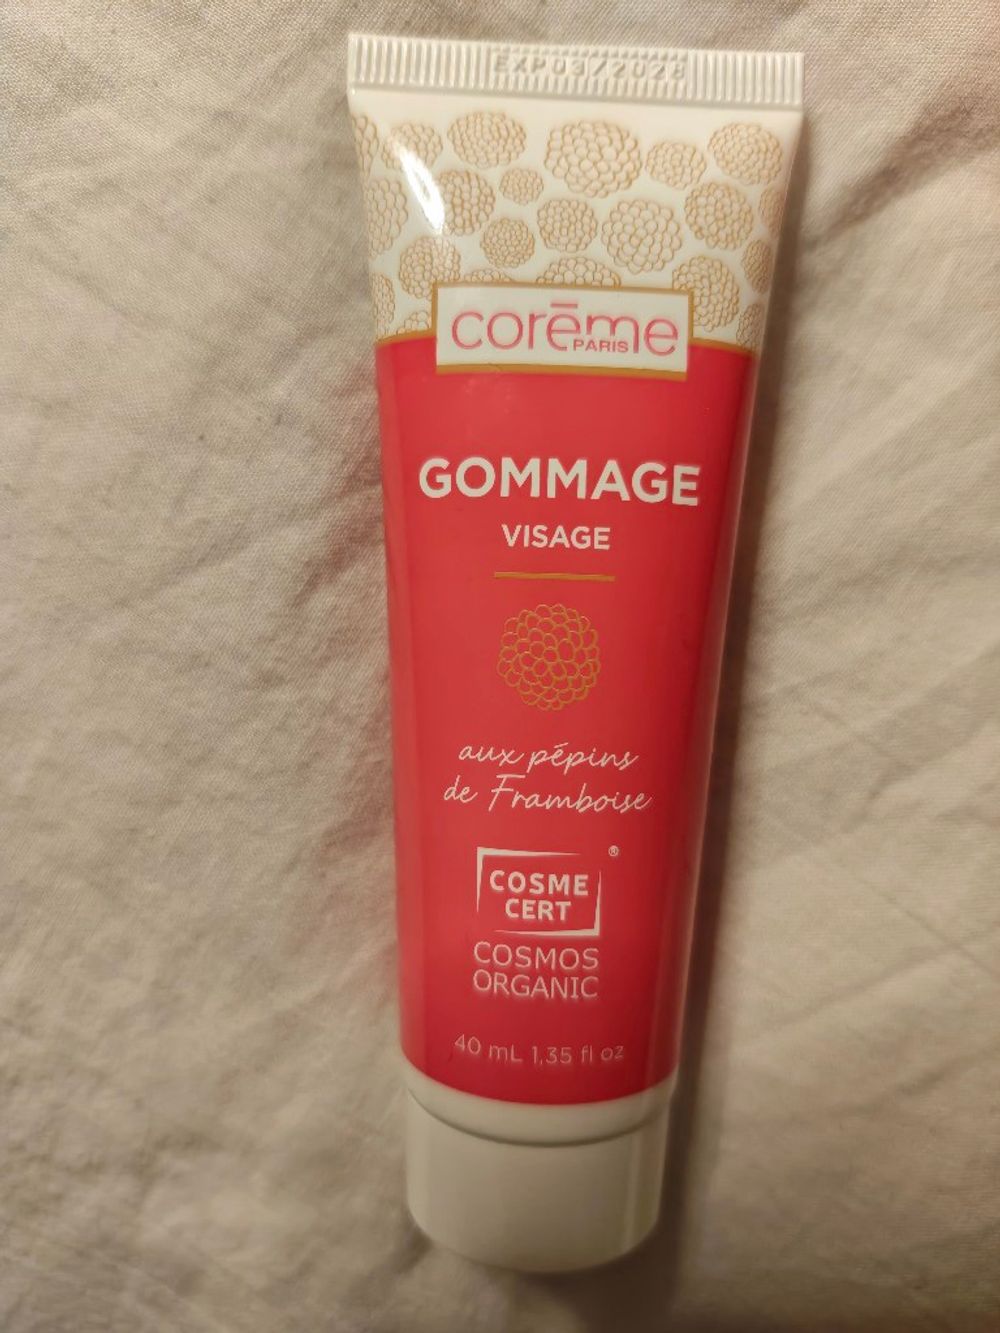 EXP03/2028
corēme
PARIS
GOMMAGE
VISAGE
aux pépins
de Framboise
®
COSME
CERT
COSMOS
ORGANIC
40 mL 1,35 fl oz